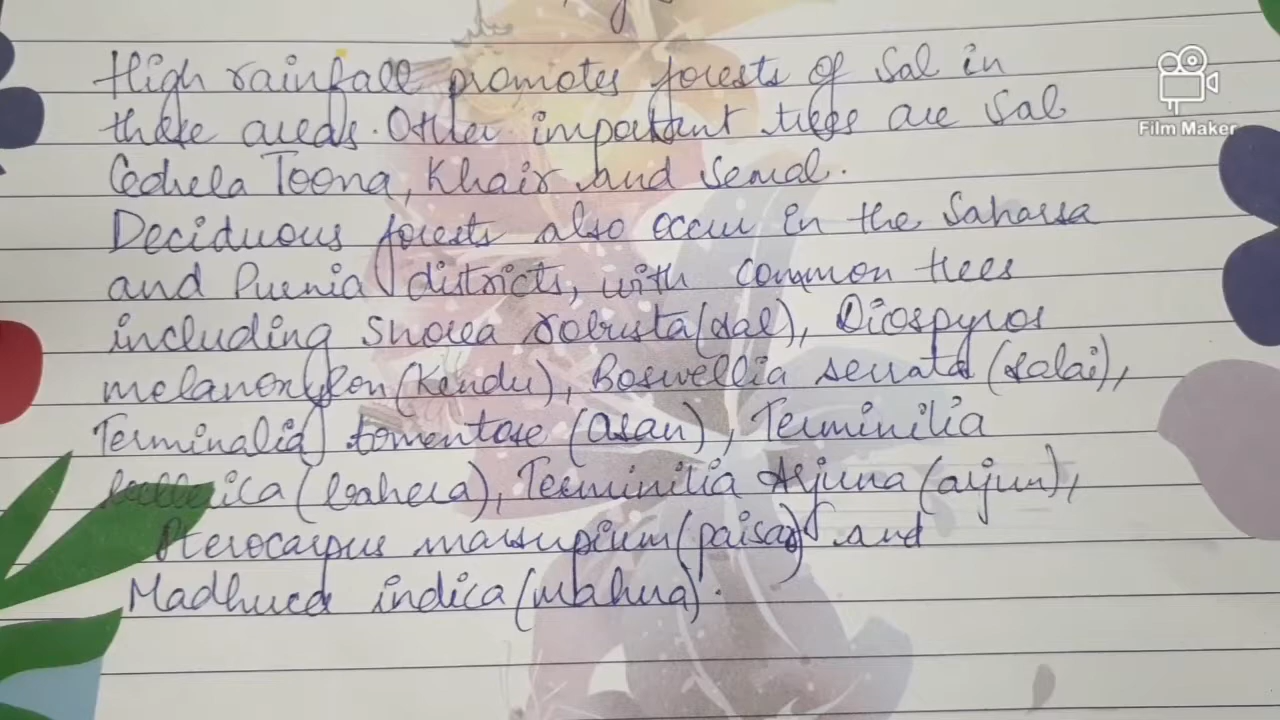 High rainfall promotes forests of Sal in
these areas. Other important trees are Sal
Cedrela Toona, Khair and Semal.
Deciduous forests also occur in the Saharsa
and Purnia districts, with common trees
including Shorea robusta (sal), Diospyros
melanoxylon (Kendu), Boswellia serrata (salai),
Terminalia tomentose (Asan), Terminilia
bellerica (bahera), Terminilia Arjuna (arjun),
Pterocarpus marsupium (paisar) and
Madhuca indica (mahua).
Film Maker